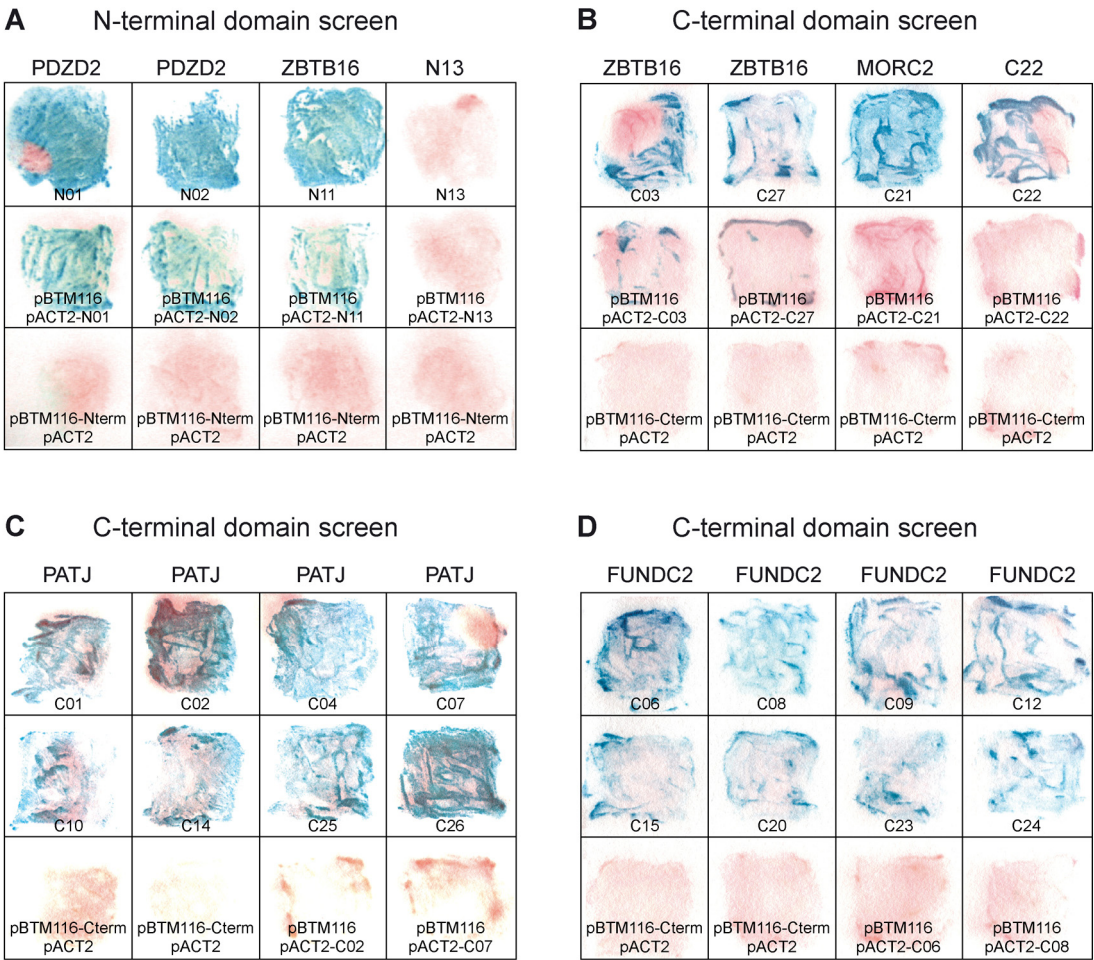 A N-terminal domain screen
PDZD2 PDZD2 ZBTB16 N13
N01 N02 N11 N13
pBTM116 pBTM116 pBTM116 pBTM116
pACT2-N01 pACT2-N02 pACT2-N11 pACT2-N13
pBTM116-Nterm pBTM116-Nterm pBTM116-Nterm pBTM116-Nterm
pACT2 pACT2 pACT2 pACT2
B C-terminal domain screen
ZBTB16 ZBTB16 MORC2 C22
C03 C27 C21 C22
pBTM116 pBTM116 pBTM116 pBTM116
pACT2-C03 pACT2-C27 pACT2-C21 pACT2-C22
pBTM116-Cterm pBTM116-Cterm pBTM116-Cterm pBTM116-Cterm
pACT2 pACT2 pACT2 pACT2
C C-terminal domain screen
PATJ PATJ PATJ PATJ
C01 C02 C04 C07
C10 C14 C25 C26
pBTM116-Cterm pBTM116-Cterm pBTM116 pBTM116
pACT2 pACT2 pACT2-C02 pACT2-C07
D C-terminal domain screen
FUNDC2 FUNDC2 FUNDC2 FUNDC2
C06 C08 C09 C12
C15 C20 C23 C24
pBTM116-Cterm pBTM116-Cterm pBTM116 pBTM116
pACT2 pACT2 pACT2-C06 pACT2-C08